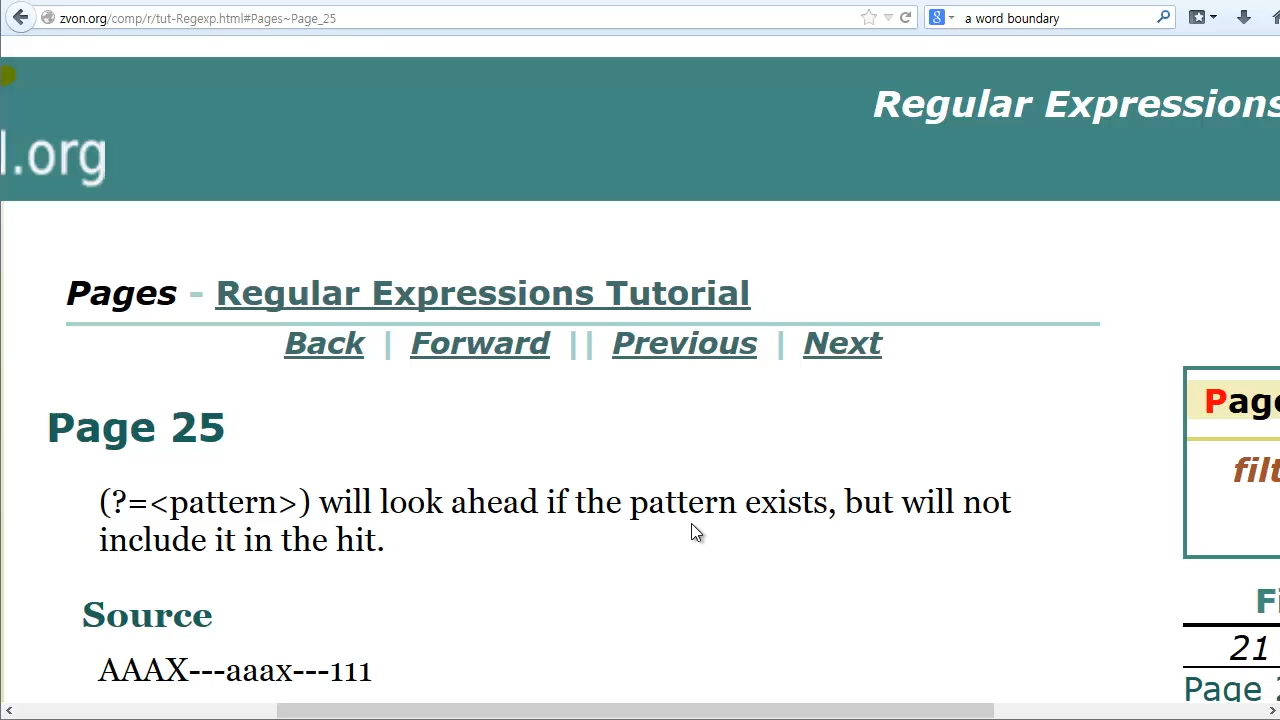 zvon.org/comp/r/tut-Regexp.html#Pages~Page_25
a word boundary
Regular Expressions
l.org
Pages - Regular Expressions Tutorial
Back | Forward || Previous | Next
Page 25
(?=<pattern>) will look ahead if the pattern exists, but will not
include it in the hit.
Source
AAAX---aaax---111
Page
filt
Fi
21
Page